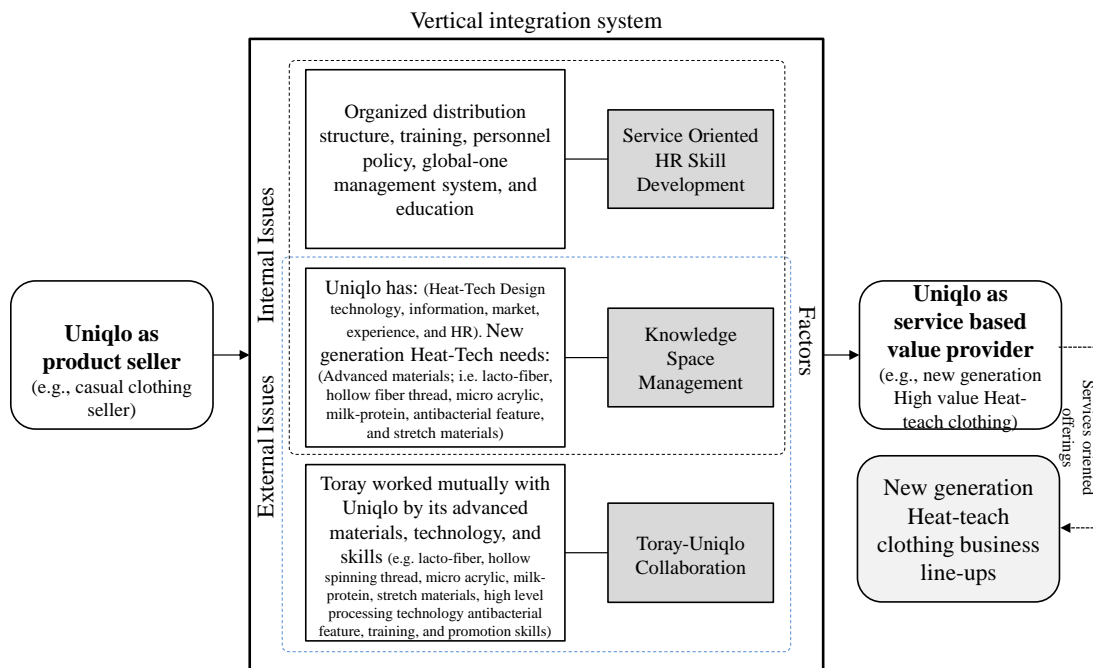 Vertical integration system
Uniqlo as
product seller
(e.g., casual clothing
seller)
Internal Issues
External Issues
Organized distribution
structure, training, personnel
policy, global-one
management system, and
education
Service Oriented
HR Skill
Development
Uniqlo has: (Heat-Tech Design
technology, information, market,
experience, and HR). New
generation Heat-Tech needs:
(Advanced materials; i.e. lacto-fiber,
hollow fiber thread, micro acrylic,
milk-protein, antibacterial feature,
and stretch materials)
Knowledge
Space
Management
Toray worked mutually with
Uniqlo by its advanced
materials, technology, and
skills (e.g. lacto-fiber, hollow
spinning thread, micro acrylic, milk-
protein, stretch materials, high level
processing technology antibacterial
feature, training, and promotion skills)
Toray-Uniqlo
Collaboration
Factors
Uniqlo as
service based
value provider
(e.g., new generation
High value Heat-
teach clothing)
Services oriented
offerings
New generation
Heat-teach
clothing business
line-ups